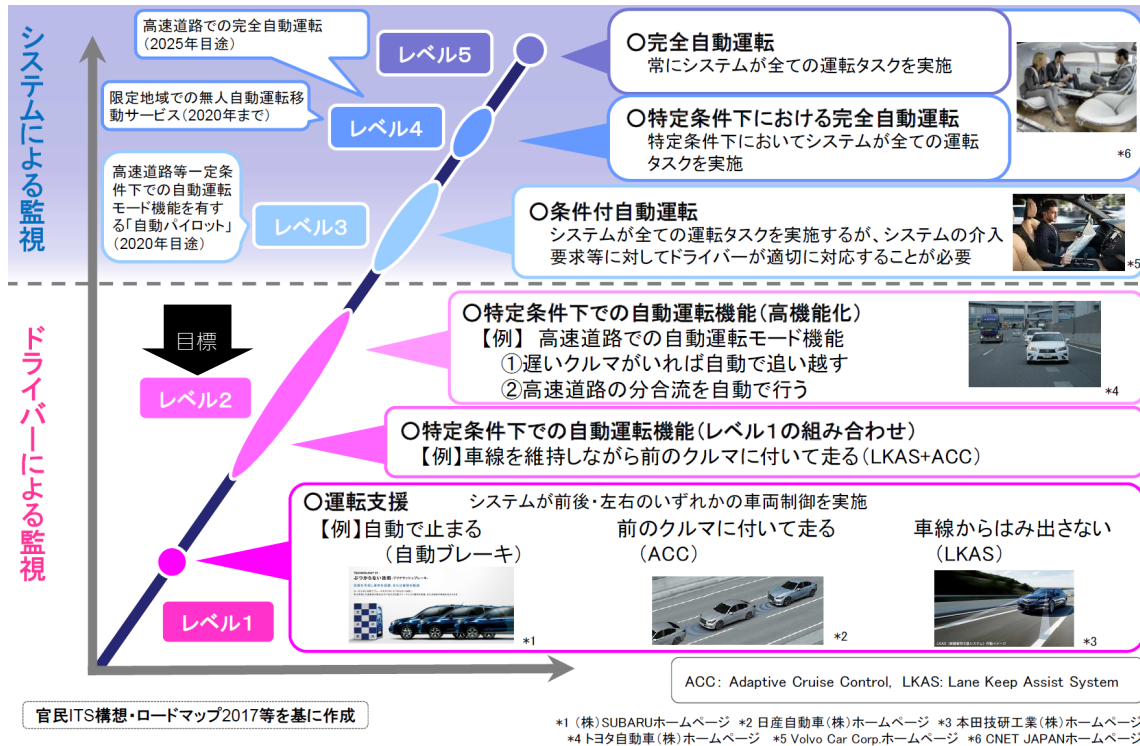 システムによる監視
ドライバーによる監視
高速道路での完全自動運転
(2025年目途)
レベル5
〇完全自動運転
常にシステムが全ての運転タスクを実施
限定地域での無人自動運転移
動サービス(2020年まで)
レベル4
〇特定条件下における完全自動運転
特定条件下においてシステムが全ての運転
タスクを実施
*6
高速道路等一定条
件下での自動運転
モード機能を有す
る「自動パイロット」
(2020年目途)
レベル3
〇条件付自動運転
システムが全ての運転タスクを実施するが、システムの介入
要求等に対してドライバーが適切に対応することが必要
*5
目標
レベル2
〇特定条件下での自動運転機能(高機能化)
【例】 高速道路での自動運転モード機能
①遅いクルマがいれば自動で追い越す
②高速道路の分合流を自動で行う
*4
〇特定条件下での自動運転機能(レベル1の組み合わせ)
【例】車線を維持しながら前のクルマに付いて走る(LKAS+ACC)
レベル1
〇運転支援 システムが前後・左右のいずれかの車両制御を実施
【例】自動で止まる
(自動ブレーキ)
*1
前のクルマに付いて走る
(ACC)
*2
車線からはみ出さない
(LKAS)
*3
ACC: Adaptive Cruise Control, LKAS: Lane Keep Assist System
官民ITS構想・ロードマップ2017等を基に作成
*1 (株)SUBARUホームページ *2 日産自動車(株)ホームページ *3 本田技研工業(株)ホームページ
*4 トヨタ自動車(株)ホームページ *5 Volvo Car Corp.ホームページ *6 CNET JAPANホームページ